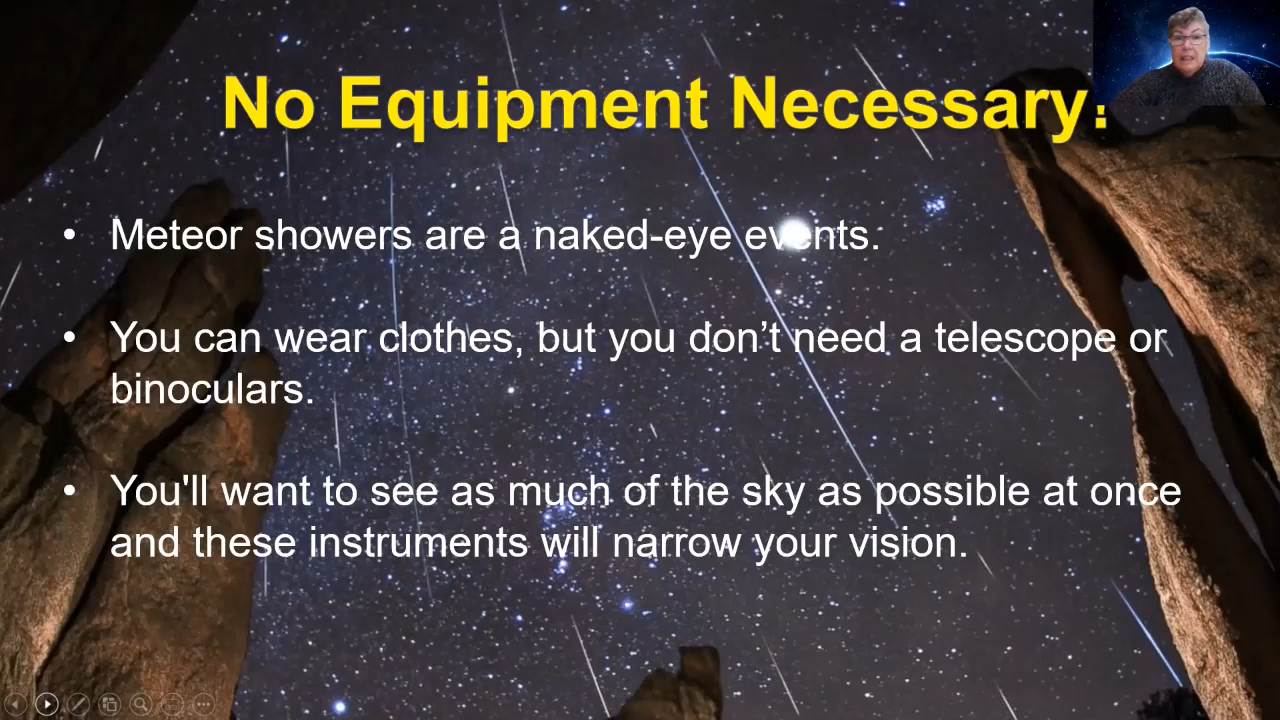 No Equipment Necessary:
• Meteor showers are a naked-eye events.
• You can wear clothes, but you don’t need a telescope or
binoculars.
• You'll want to see as much of the sky as possible at once
and these instruments will narrow your vision.